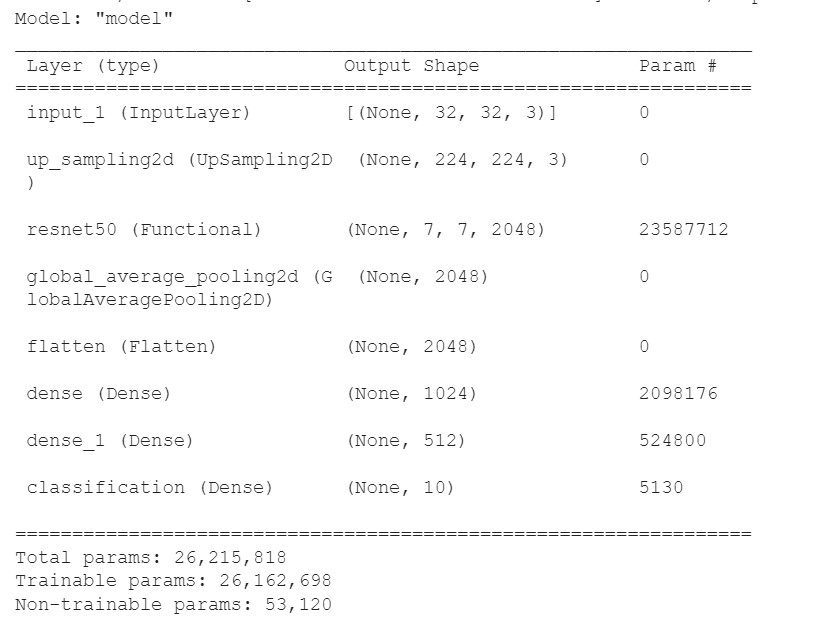 Model: "model"
Layer (type) Output Shape Param #
input_1 (InputLayer) [(None, 32, 32, 3)] 0
up_sampling2d (UpSampling2D (None, 224, 224, 3) 0
)
resnet50 (Functional) (None, 7, 7, 2048) 23587712
global_average_pooling2d (G (None, 2048) 0
lobalAveragePooling2D)
flatten (Flatten) (None, 2048) 0
dense (Dense) (None, 1024) 2098176
dense_1 (Dense) (None, 512) 524800
classification (Dense) (None, 10) 5130
Total params: 26,215,818
Trainable params: 26,162,698
Non-trainable params: 53,120